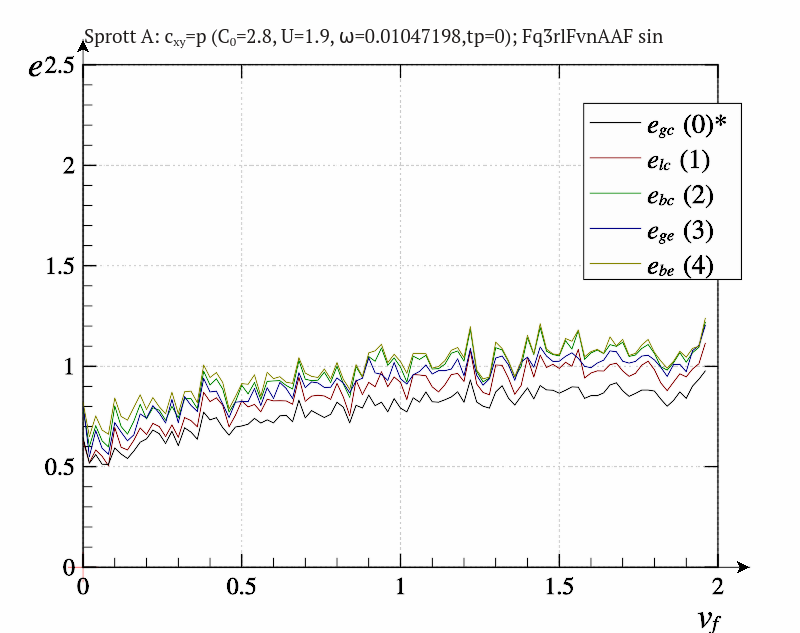 Sprott A: cxy=p (C0=2.8, U=1.9, ω=0.01047198,tp=0); Fq3rlFvnAAF sin
e
2.5
2
1.5
1
0.5
0
0
0.5
1
1.5
2
vf
egc (0)*
elc (1)
ebc (2)
ege (3)
ebe (4)